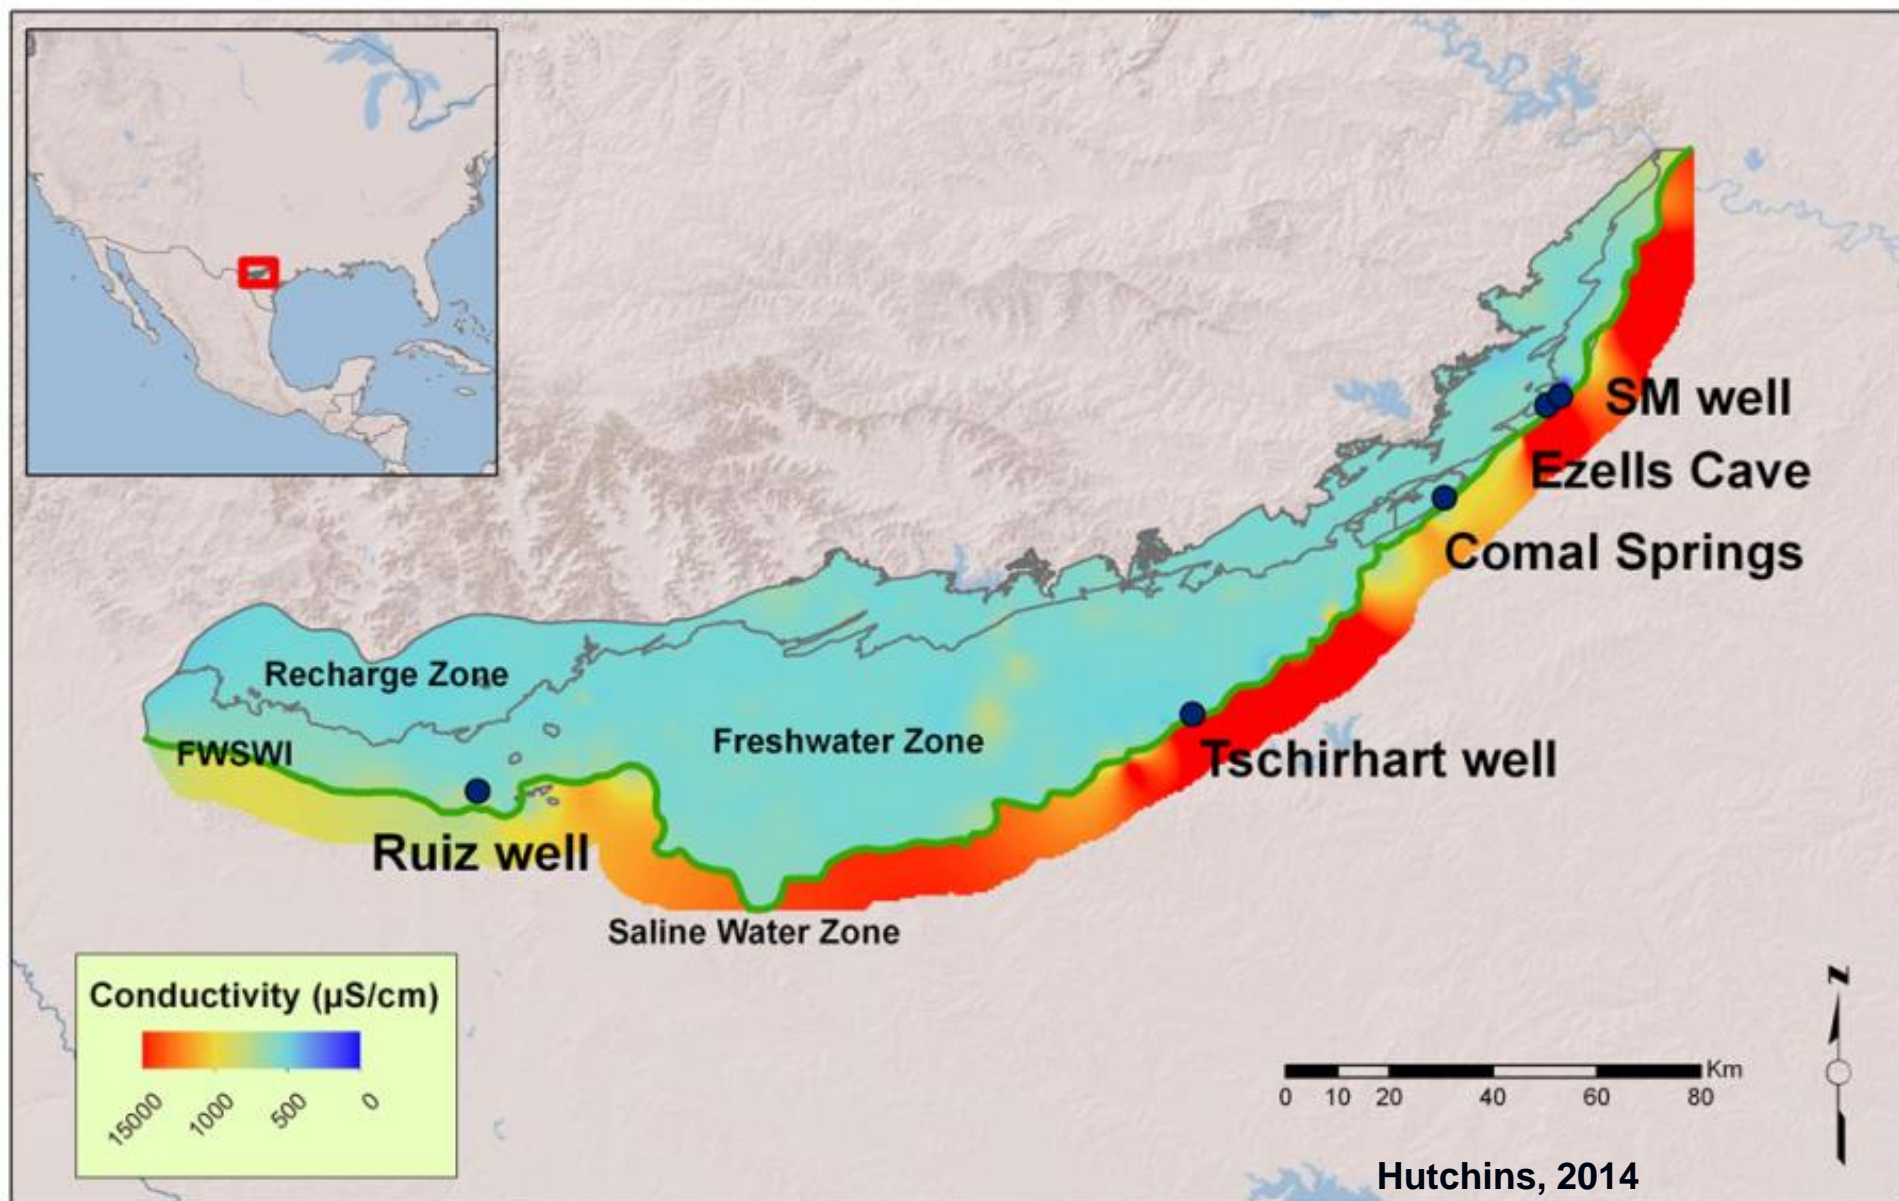 SM well
Ezells Cave
Comal Springs
Recharge Zone
FWSWI
Freshwater Zone
Tschirhart well
Ruiz well
Saline Water Zone
Conductivity (µS/cm)
15000 1000 500 0
N
Km
0 10 20 40 60 80
Hutchins, 2014